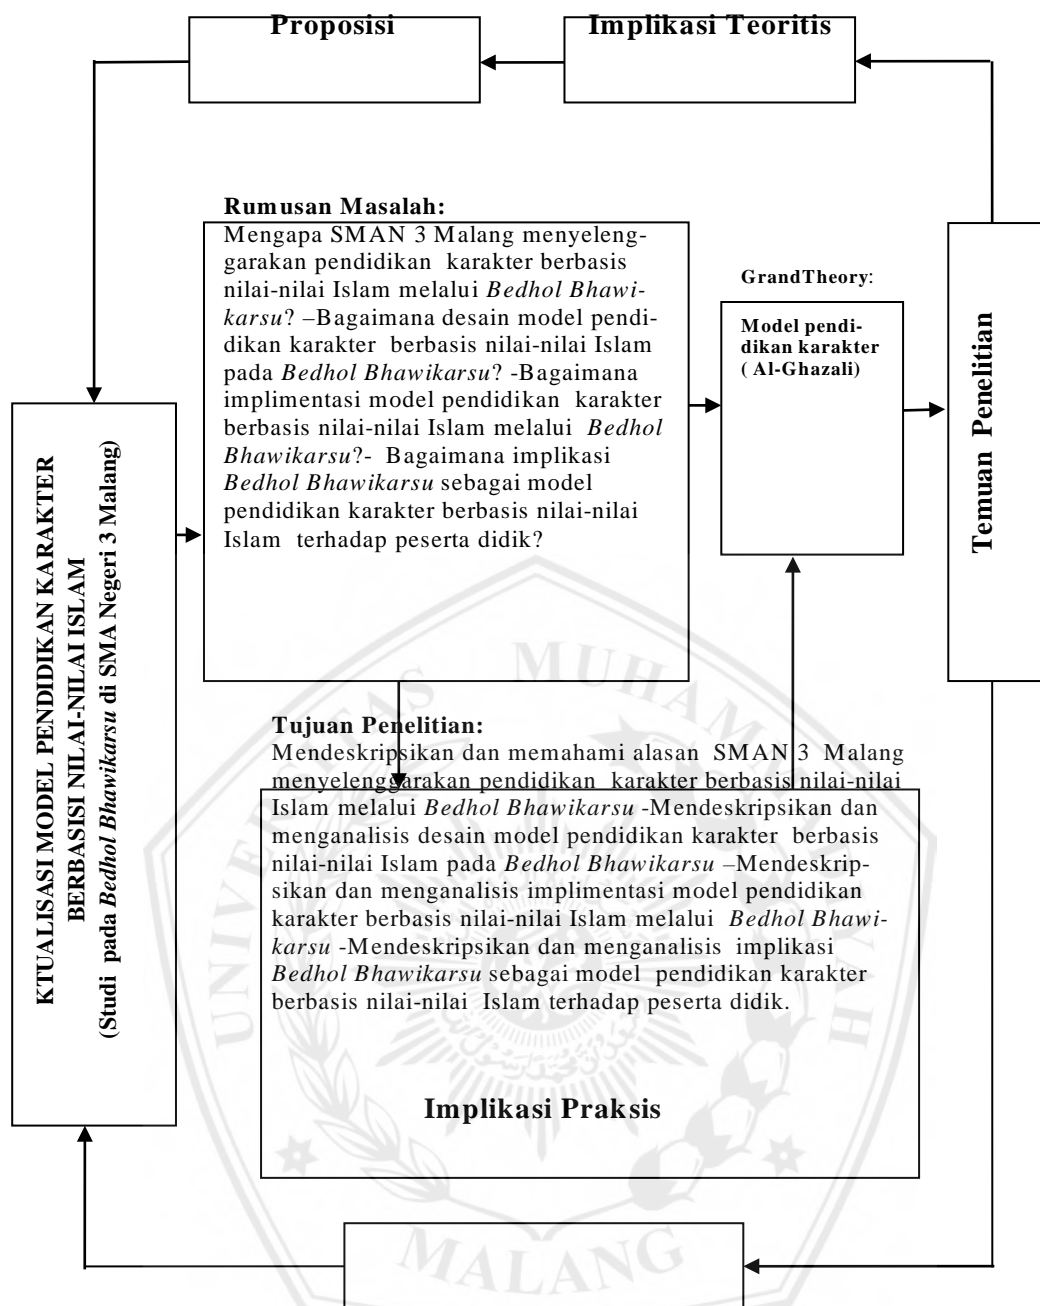 Proposisi
Implikasi Teoritis
Rumusan Masalah:
Mengapa SMAN 3 Malang menyeleng-
garakan pendidikan karakter berbasis
nilai-nilai Islam melalui Bedhol Bhawi-
karsu? –Bagaimana desain model pendi-
dikan karakter berbasis nilai-nilai Islam
pada Bedhol Bhawikarsu? -Bagaimana
implimentasi model pendidikan karakter
berbasis nilai-nilai Islam melalui Bedhol
Bhawikarsu?- Bagaimana implikasi
Bedhol Bhawikarsu sebagai model
pendidikan karakter berbasis nilai-nilai
Islam terhadap peserta didik?
GrandTheory:
Model pendi-
dikan karakter
( Al-Ghazali)
Temuan Penelitian
KTUALISASI MODEL PENDIDIKAN KARAKTER
BERBASISI NILAI-NILAI ISLAM
(Studi pada Bedhol Bhawikarsu di SMA Negeri 3 Malang)
Tujuan Penelitian:
Mendeskripsikan dan memahami alasan SMAN 3 Malang
menyelenggarakan pendidikan karakter berbasis nilai-nilai
Islam melalui Bedhol Bhawikarsu -Mendeskripsikan dan
menganalisis desain model pendidikan karakter berbasis
nilai-nilai Islam pada Bedhol Bhawikarsu –Mendeskrip-
sikan dan menganalisis implimentasi model pendidikan
karakter berbasis nilai-nilai Islam melalui Bedhol Bhawi-
karsu -Mendeskripsikan dan menganalisis implikasi
Bedhol Bhawikarsu sebagai model pendidikan karakter
berbasis nilai-nilai Islam terhadap peserta didik.
Implikasi Praksis
UNIVERSITAS MUHAMMADIYAH
MALANG